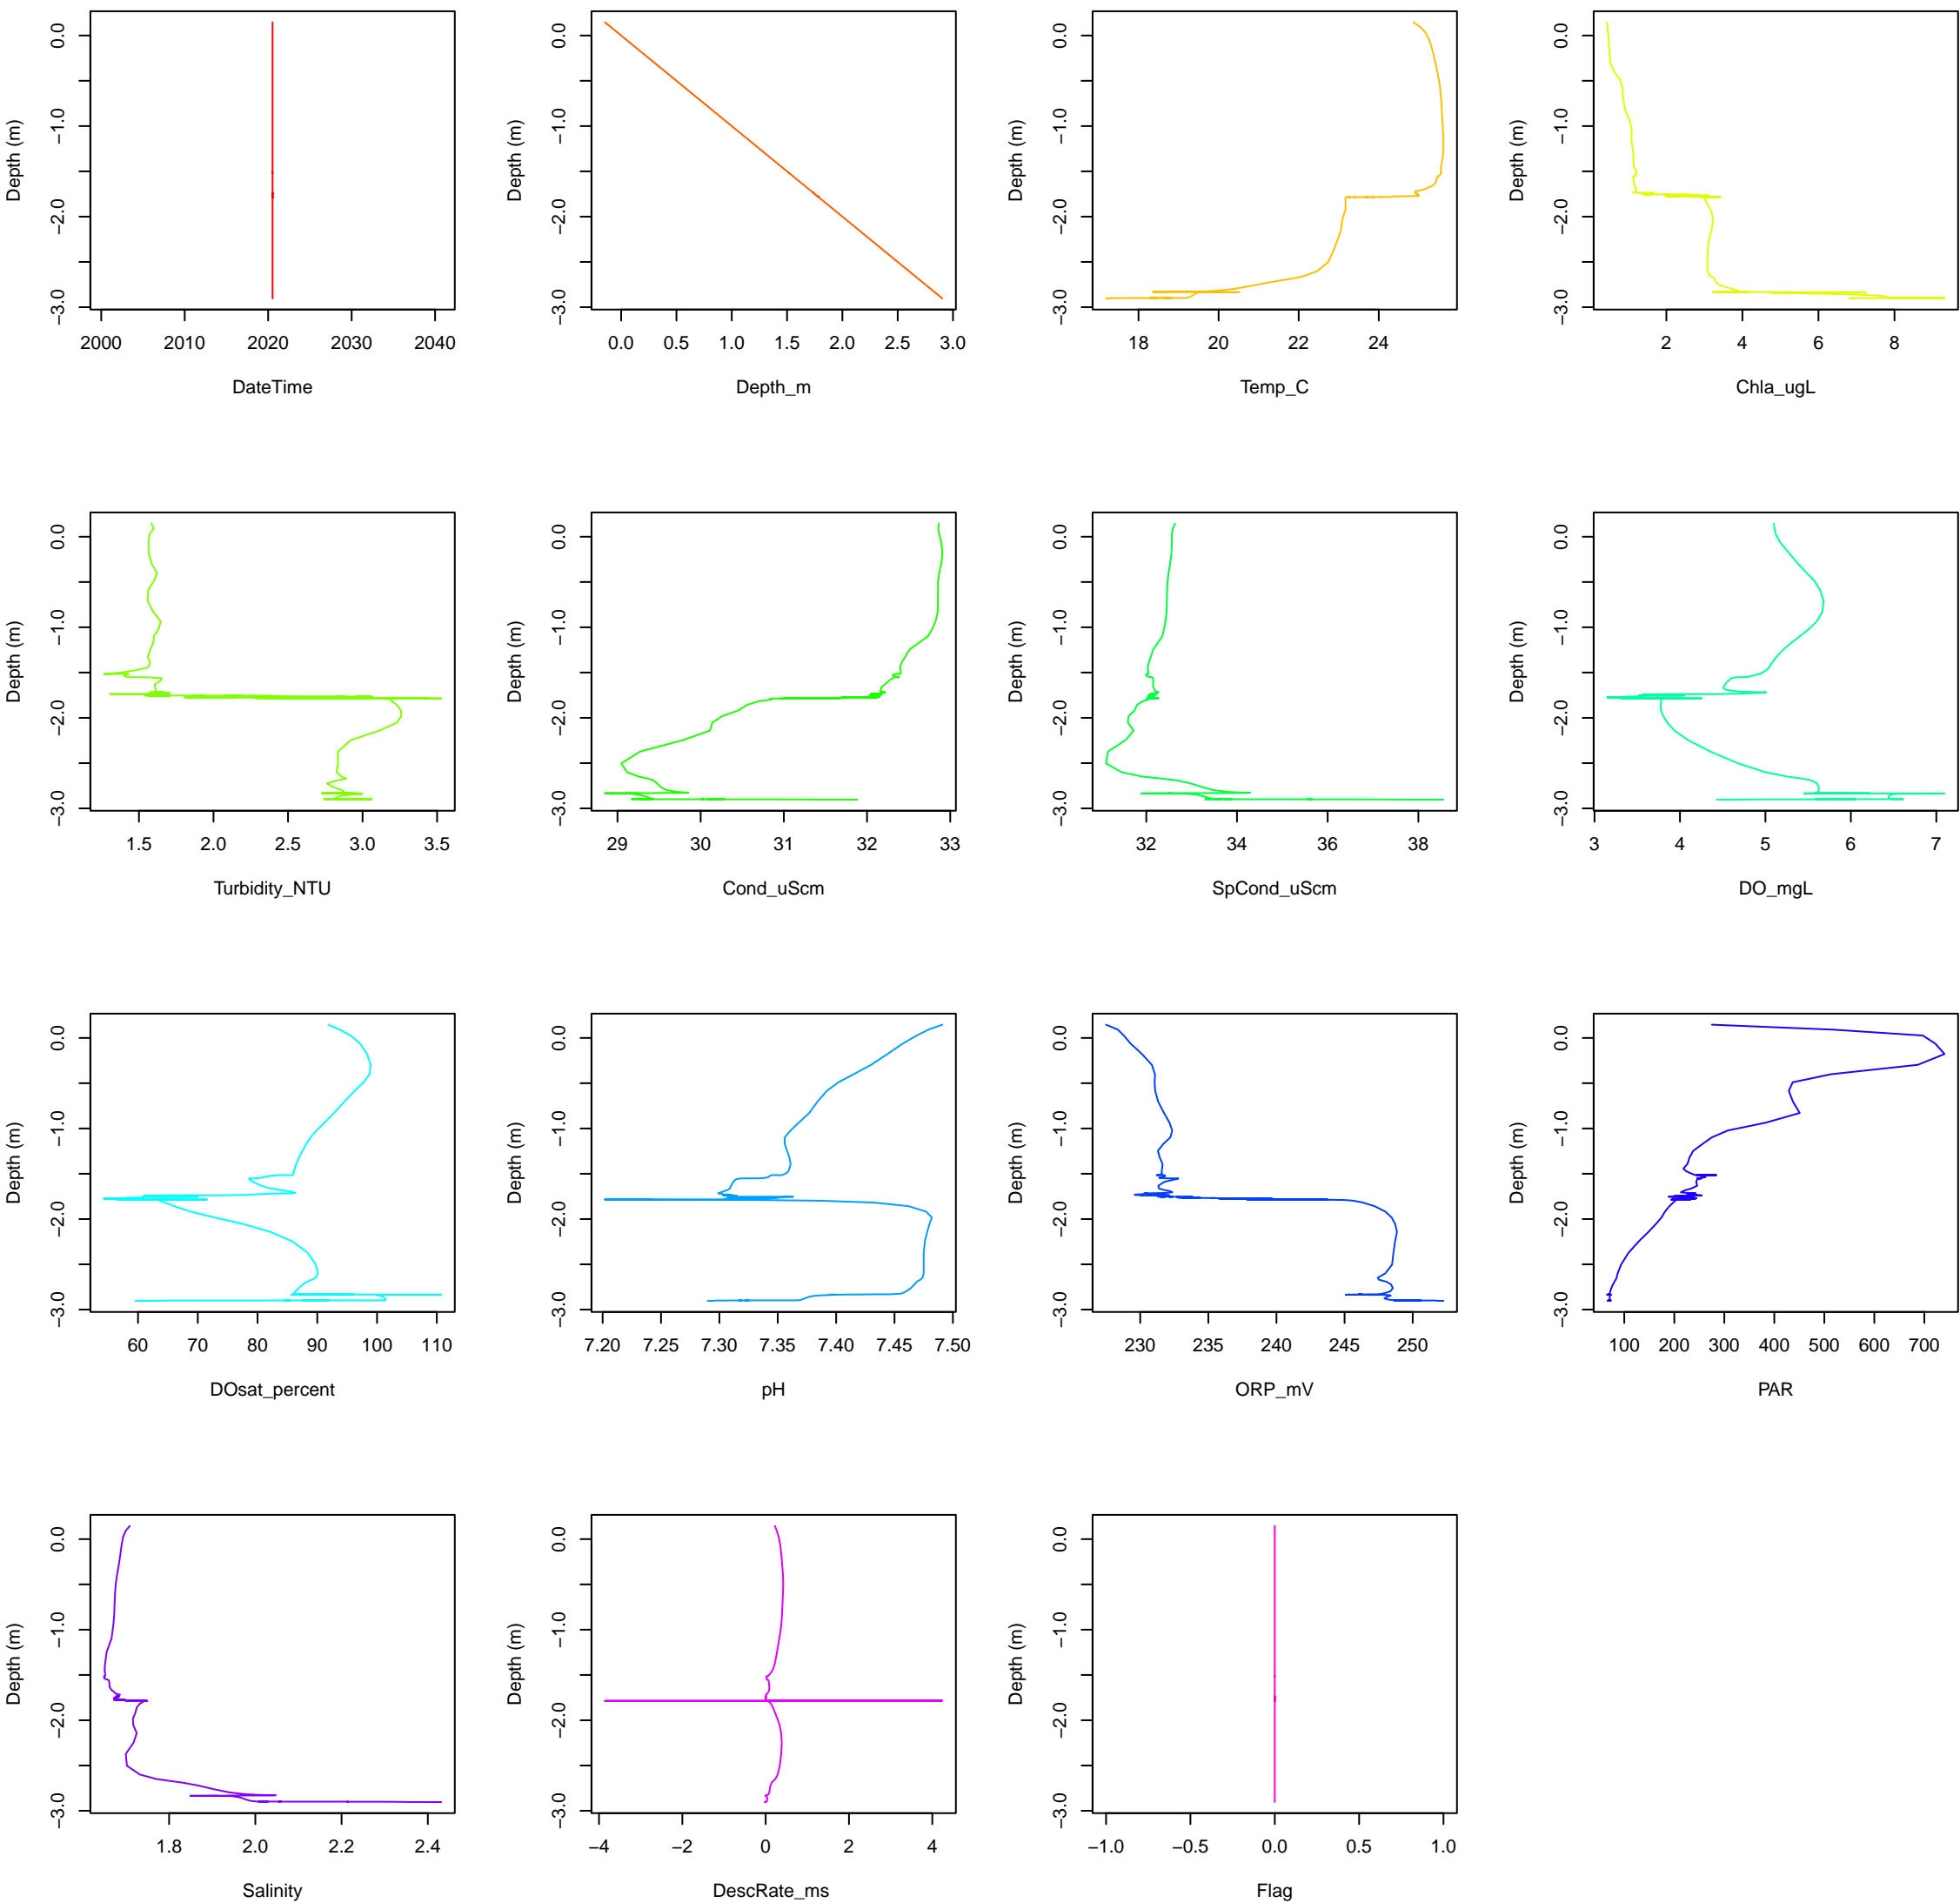 0.0 0.0 0.0 0.0
−1.0 −1.0 −1.0 −1.0
Depth (m) Depth (m) Depth (m) Depth (m)
−2.0 −2.0 −2.0 −2.0
−3.0 −3.0 −3.0 −3.0
2000 2010 2020 2030 2040 0.0 0.5 1.0 1.5 2.0 2.5 3.0 18 20 22 24 2 4 6 8
DateTime Depth_m Temp_C Chla_ugL
0.0 0.0 0.0 0.0
−1.0 −1.0 −1.0 −1.0
Depth (m) Depth (m) Depth (m) Depth (m)
−2.0 −2.0 −2.0 −2.0
−3.0 −3.0 −3.0 −3.0
1.5 2.0 2.5 3.0 3.5 29 30 31 32 33 32 34 36 38 3 4 5 6 7
Turbidity_NTU Cond_uScm SpCond_uScm DO_mgL
0.0 0.0 0.0 0.0
−1.0 −1.0 −1.0 −1.0
Depth (m) Depth (m) Depth (m) Depth (m)
−2.0 −2.0 −2.0 −2.0
−3.0 −3.0 −3.0 −3.0
60 70 80 90 100 110 7.20 7.25 7.30 7.35 7.40 7.45 7.50 230 235 240 245 250 100 200 300 400 500 600 700
DOsat_percent pH ORP_mV PAR
0.0 0.0 0.0
−1.0 −1.0 −1.0
Depth (m) Depth (m) Depth (m)
−2.0 −2.0 −2.0
−3.0 −3.0 −3.0
1.8 2.0 2.2 2.4 −4 −2 0 2 4 −1.0 −0.5 0.0 0.5 1.0
Salinity DescRate_ms Flag